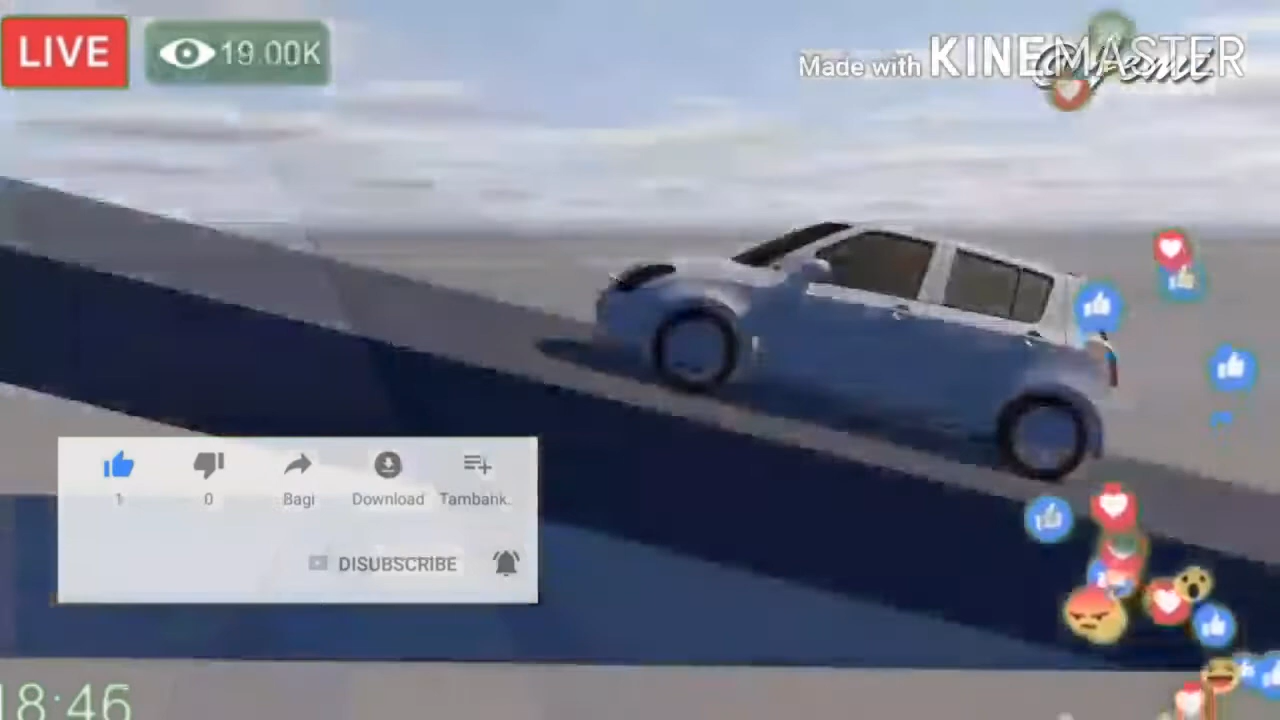 LIVE
19.00K
Made with KINEMASTER
1
0
Bagi
Download
Tambank.
DISUBSCRIBE
18:46